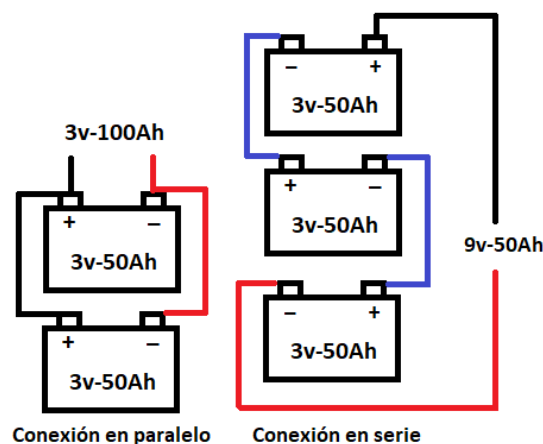 3v-100Ah
+ –
3v-50Ah
+ –
3v-50Ah
Conexión en paralelo
– +
3v-50Ah
+ –
3v-50Ah
– +
3v-50Ah
9v-50Ah
Conexión en serie